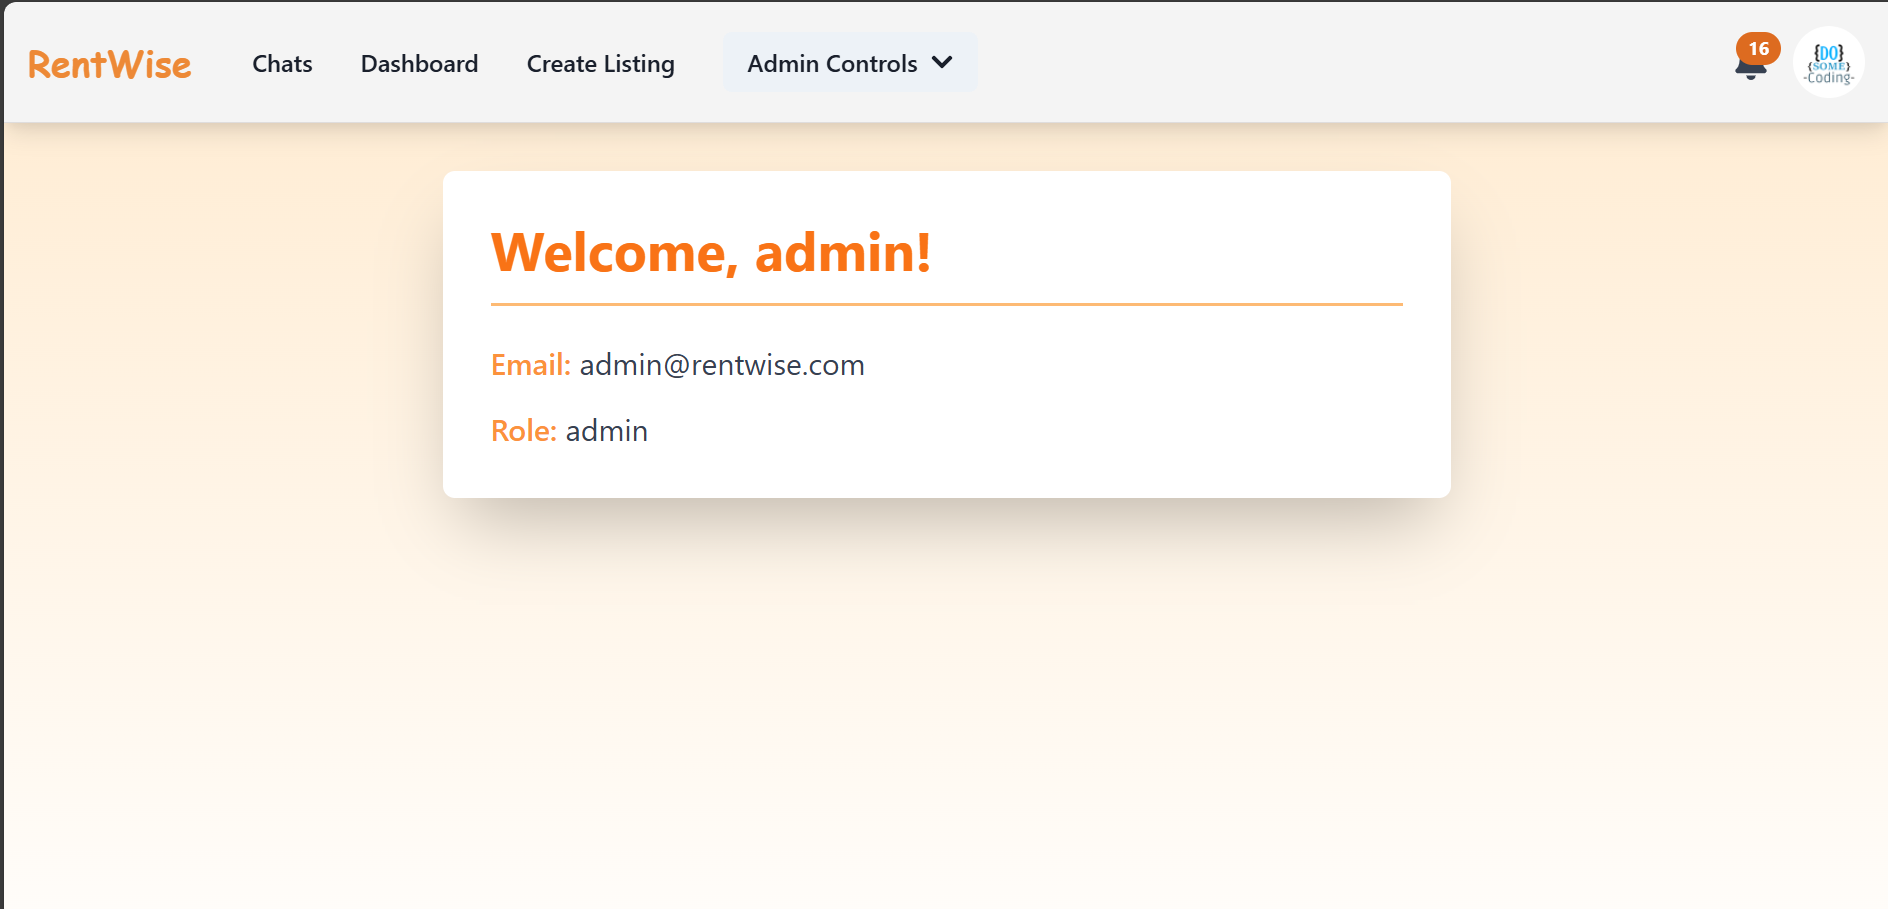 RentWise Chats Dashboard Create Listing Admin Controls 16
{DO}
{SOME}
-Coding-
Welcome, admin!
Email: admin@rentwise.com
Role: admin